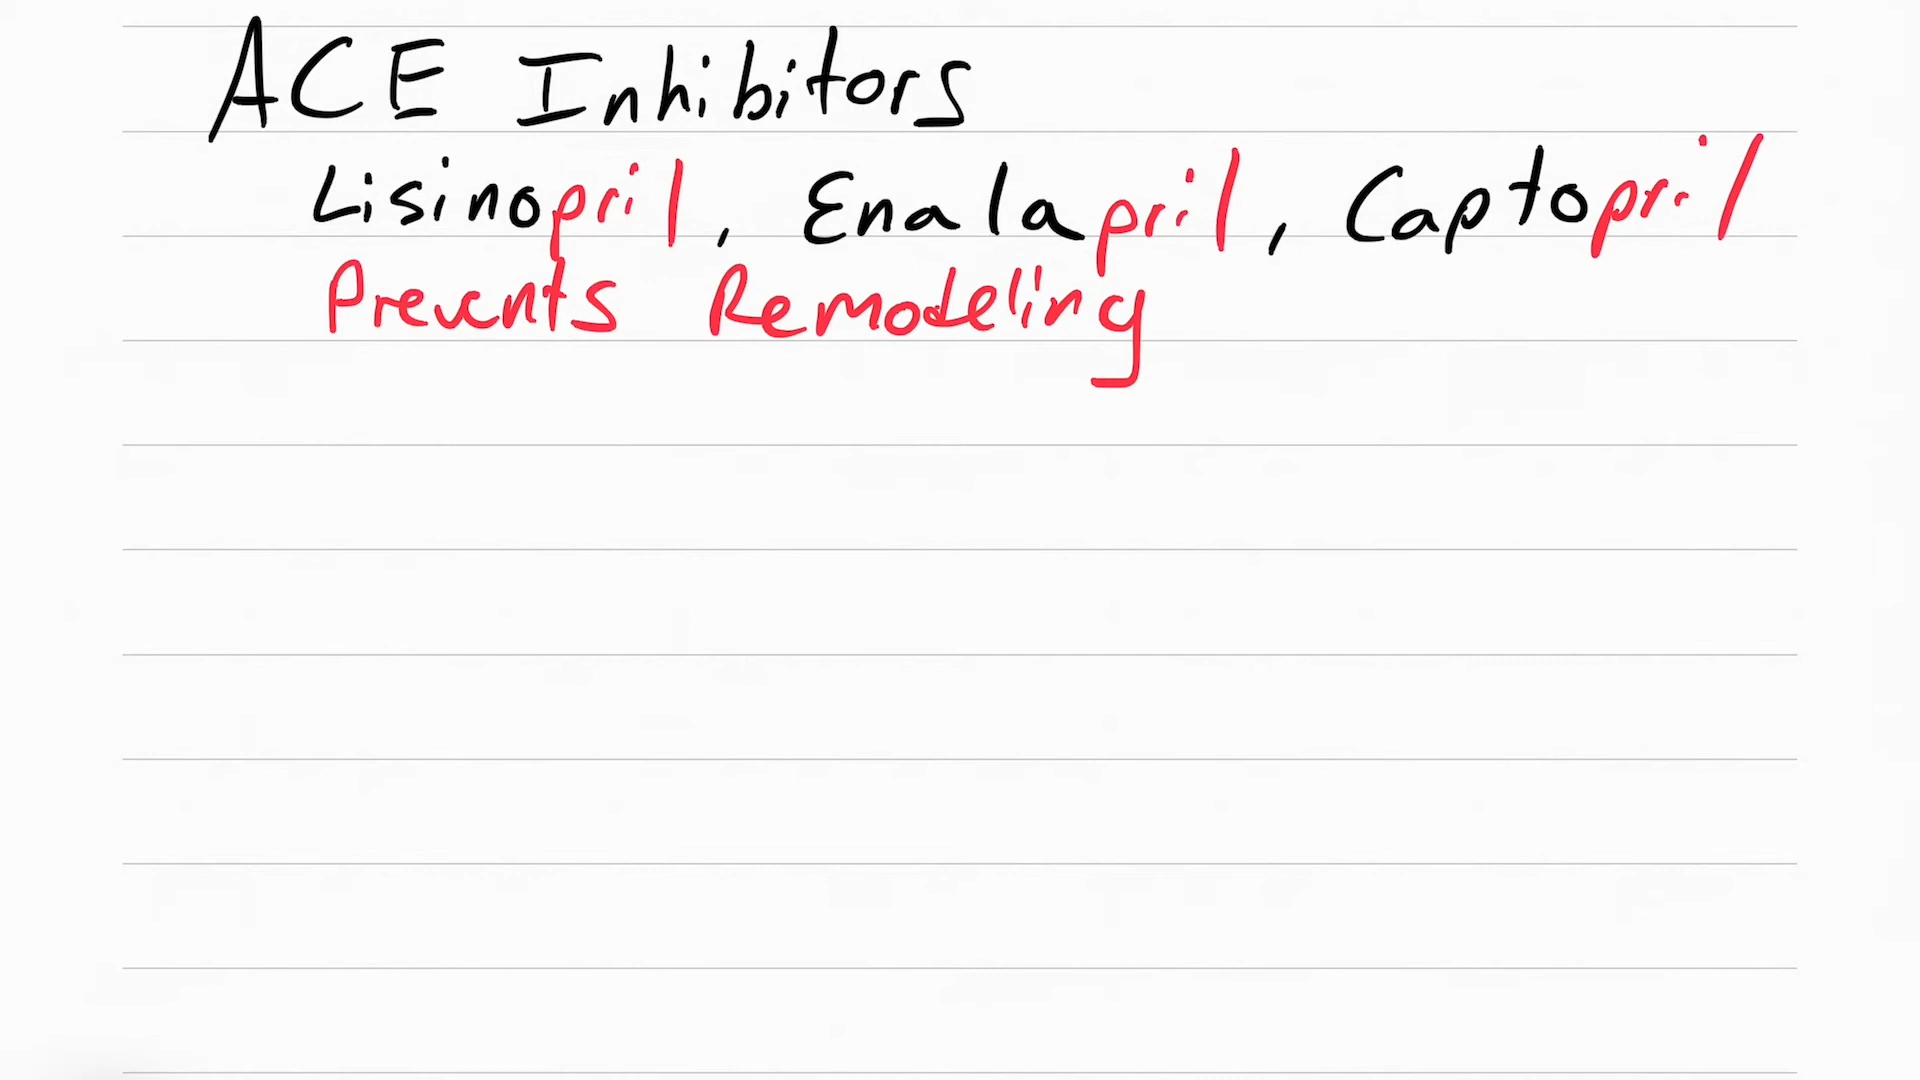 ACE Inhibitors
Lisinopril, Enalapril, Captopril
Prevents Remodeling